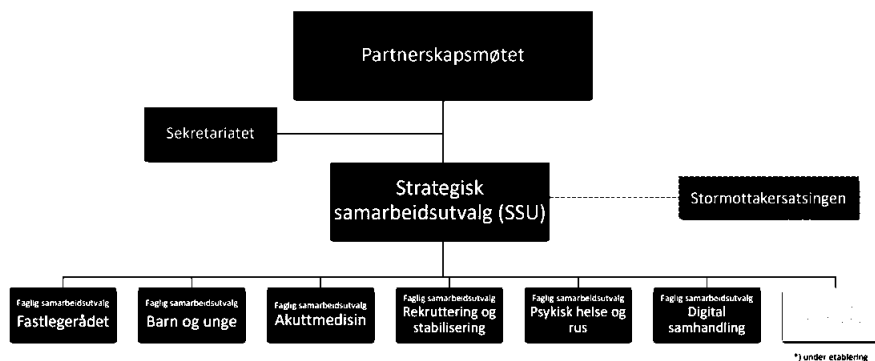 Partnerskapsmøtet
Sekretariatet
Strategisk
samarbeidsutvalg (SSU)
Stormottakersatsingen
Faglig samarbeidsutvalg
Fastlegerådet
Faglig samarbeidsutvalg
Barn og unge
Faglig samarbeidsutvalg
Akuttmedisin
Faglig samarbeidsutvalg
Rekruttering og
stabilisering
Faglig samarbeidsutvalg
Psykisk helse og
rus
Faglig samarbeidsutvalg
Digital
samhandling
*) under etablering